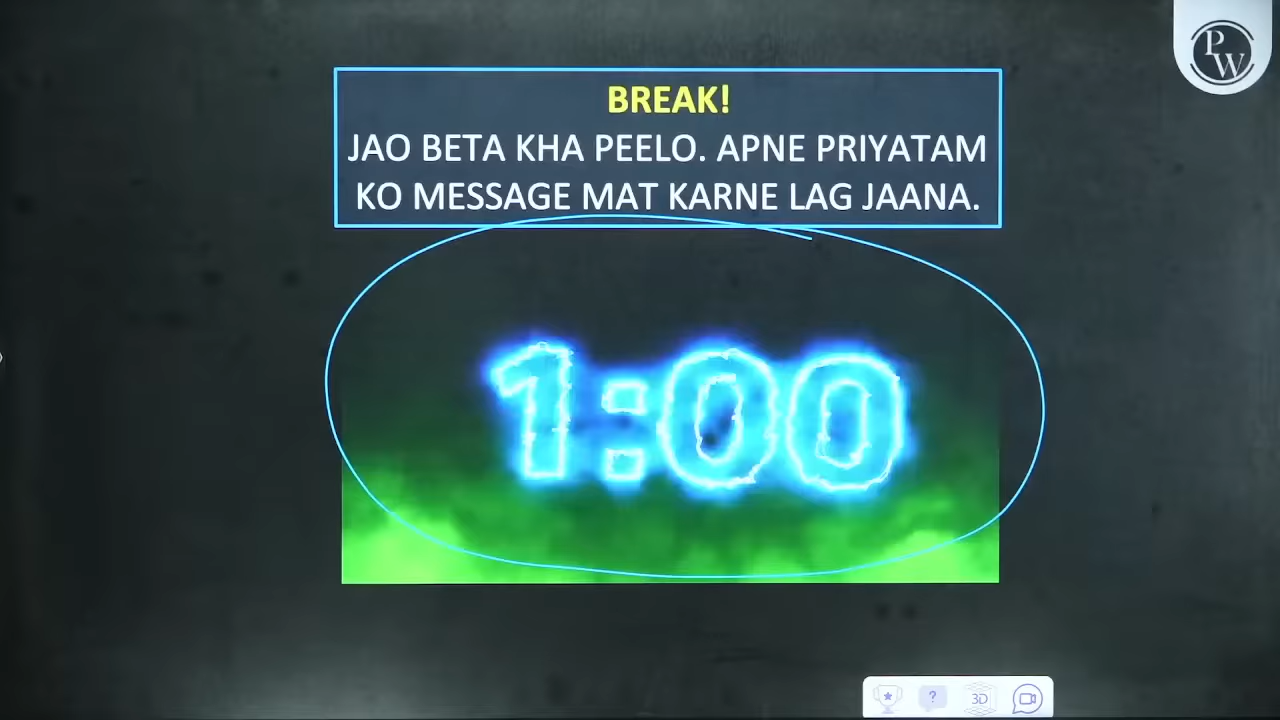 PW
BREAK!
JAO BETA KHA PEELO. APNE PRIYATAM
KO MESSAGE MAT KARNE LAG JAANA.
1:00
?
3D